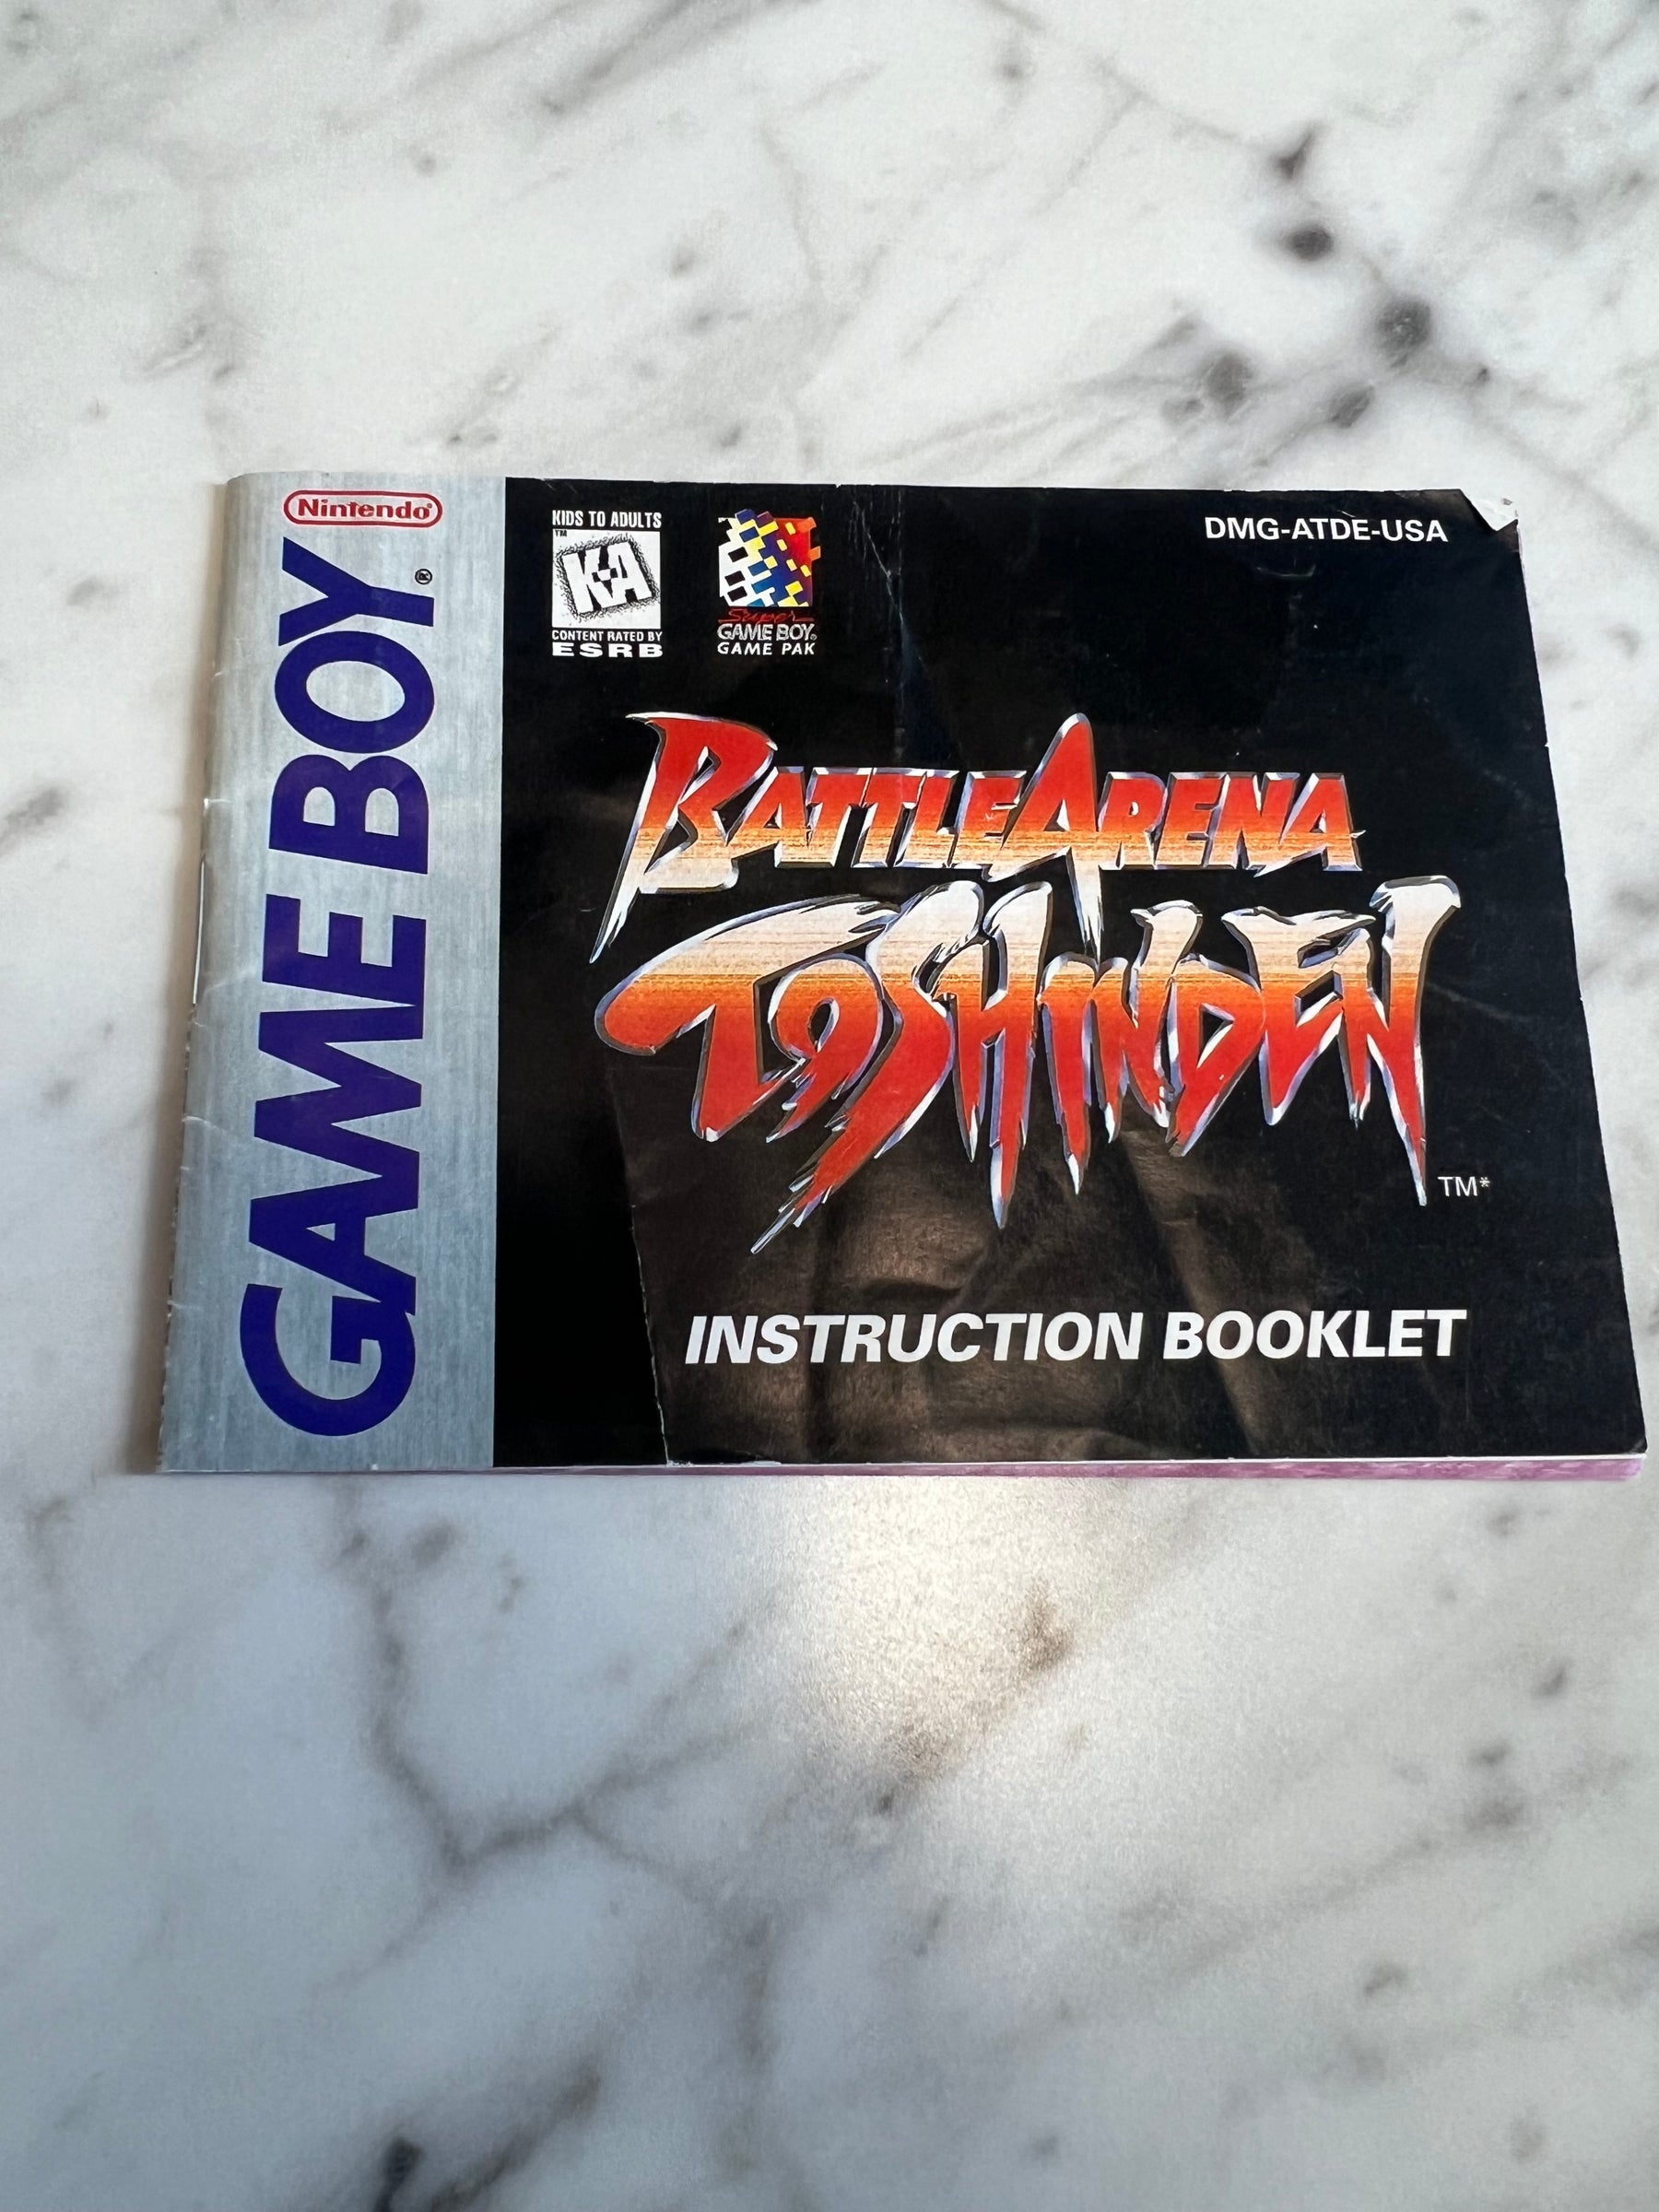 Nintendo®
GAME BOY®
KIDS TO ADULTS
™
K-A
CONTENT RATED BY
ESRB
Super
GAME BOY®
GAME PAK
DMG-ATDE-USA
BATTLE ARENA
TOSHINDEN
TM*
INSTRUCTION BOOKLET